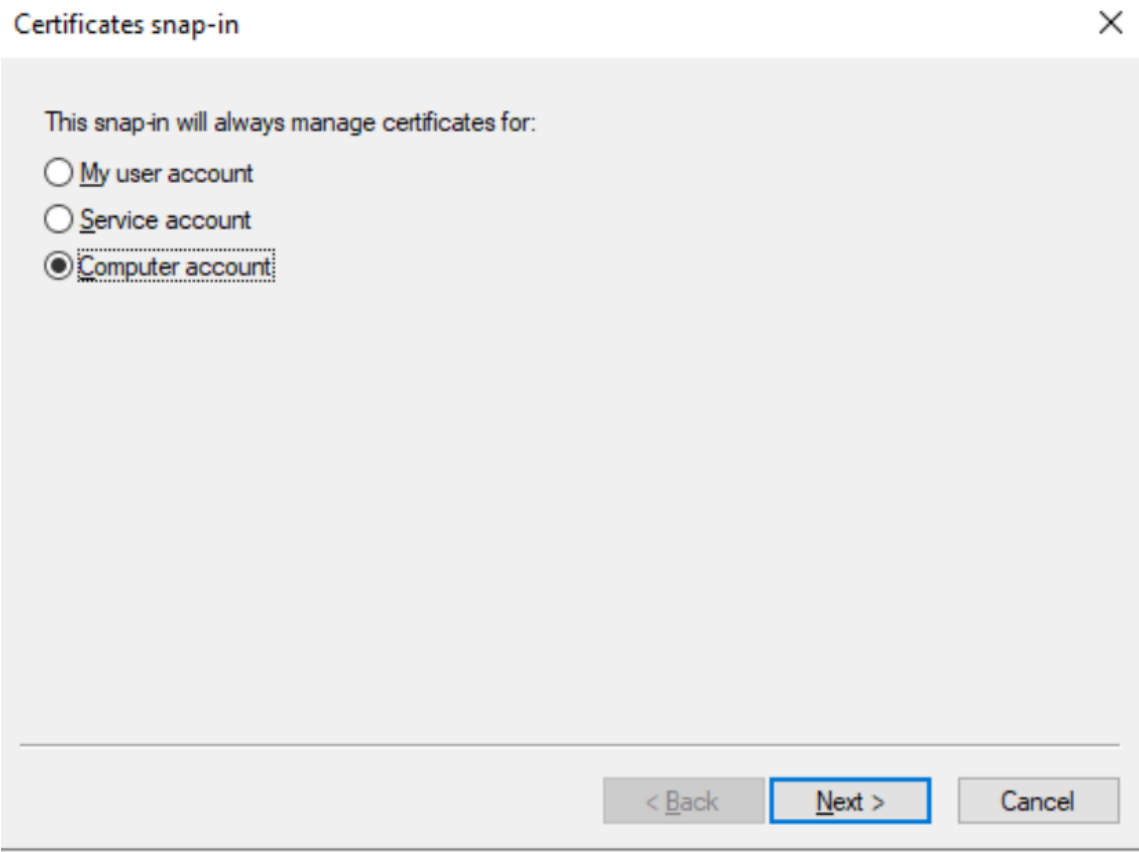 Certificates snap-in
This snap-in will always manage certificates for:
My user account
Service account
Computer account
< Back
Next >
Cancel